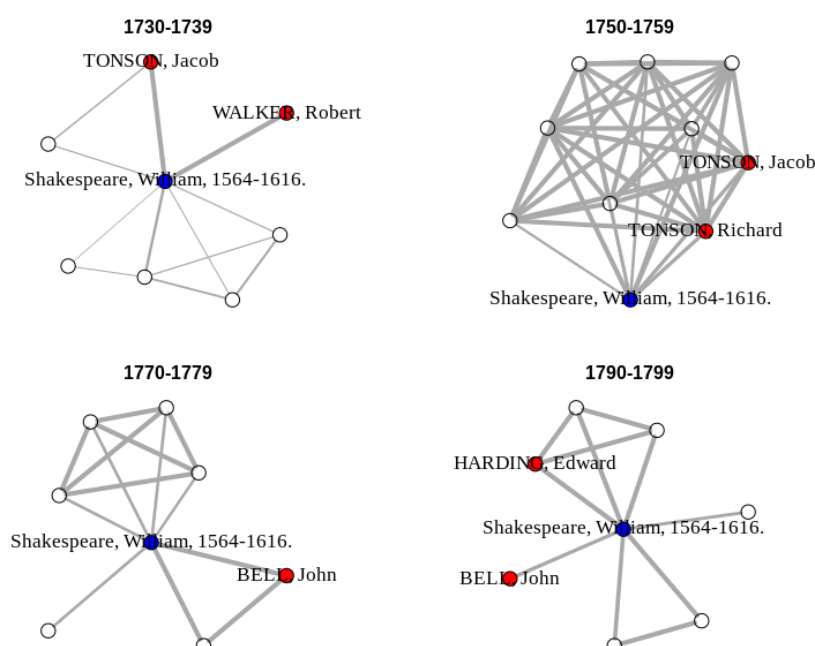 1730-1739
TONSON, Jacob
WALKER, Robert
Shakespeare, William, 1564-1616.
1750-1759
TONSON, Jacob
TONSON, Richard
Shakespeare, William, 1564-1616.
1770-1779
Shakespeare, William, 1564-1616.
BELL, John
1790-1799
HARDING, Edward
Shakespeare, William, 1564-1616.
BELL, John